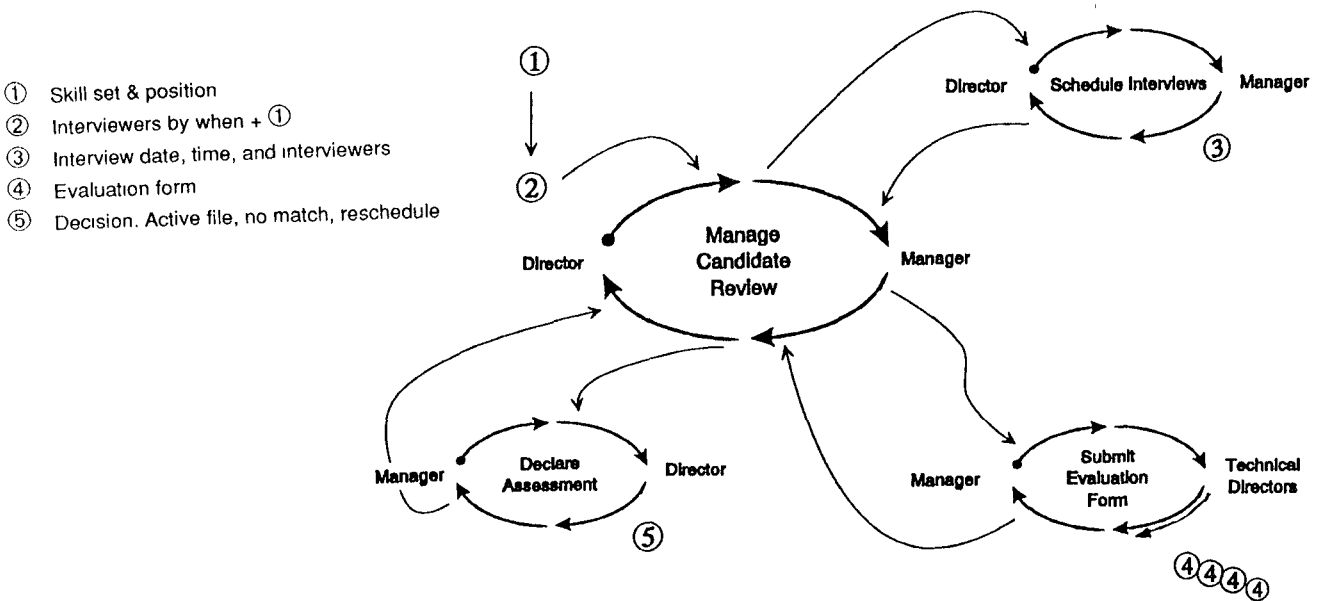 ① Skill set & position
② Interviewers by when + ①
③ Interview date, time, and interviewers
④ Evaluation form
⑤ Decision. Active file, no match, reschedule
①
②
Director
Schedule Interviews
Manager
③
Director
Manage
Candidate
Review
Manager
Manager
Declare
Assessment
Director
⑤
Manager
Submit
Evaluation
Form
Technical
Directors
④④④④